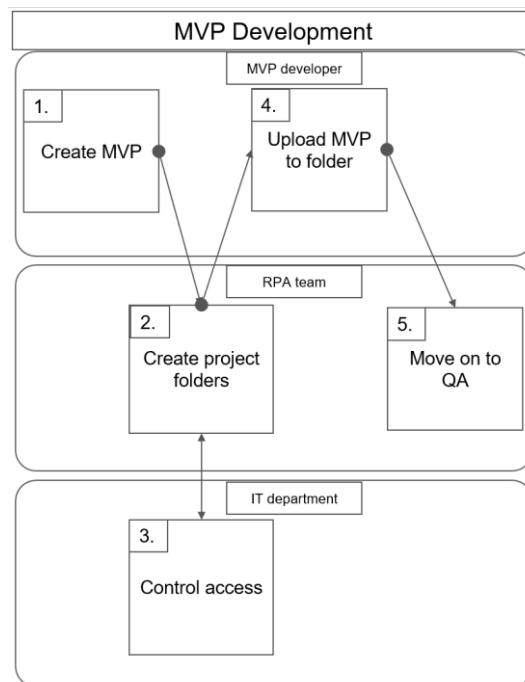 MVP Development
MVP developer
1.
Create MVP
4.
Upload MVP
to folder
RPA team
2.
Create project
folders
5.
Move on to
QA
IT department
3.
Control access